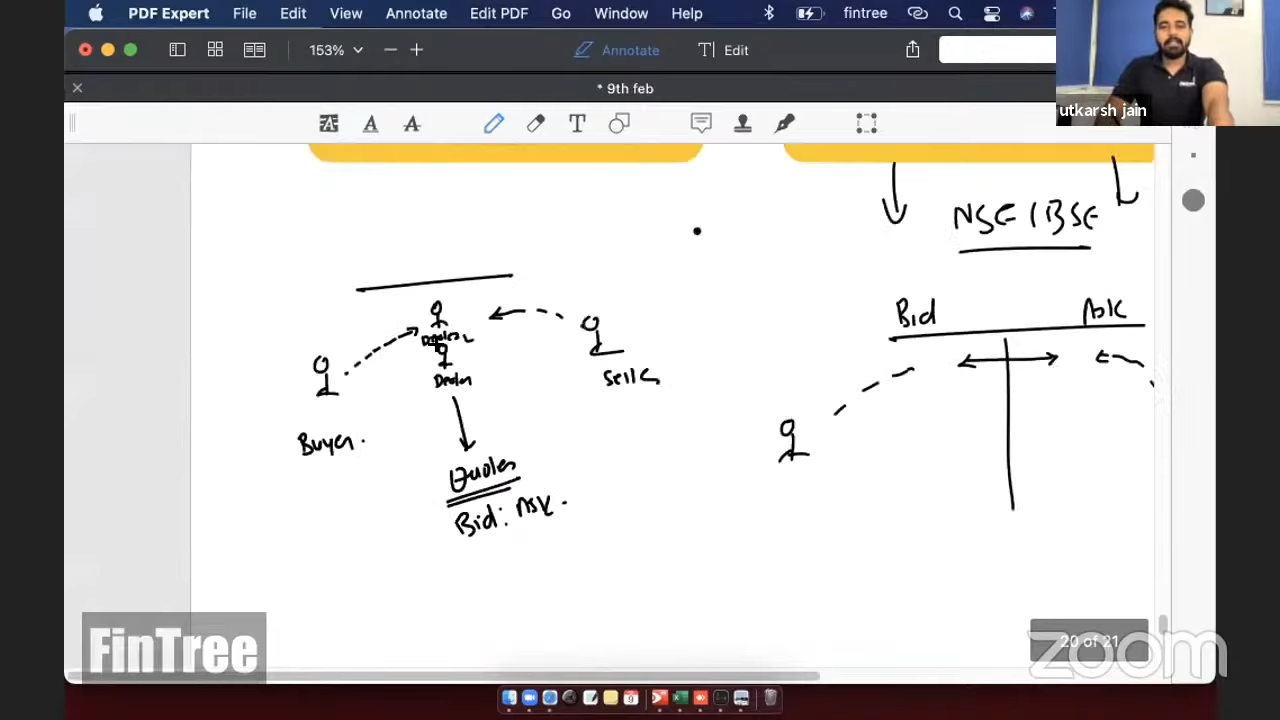 PDF Expert File Edit View Annotate Edit PDF Go Window Help fintree
153% Annotate T| Edit
* 9th feb
utkarsh jain
NSE / BSE
Bid Ask
Dealer
Seller
Buyer.
Quotes
Bid: Ask.
FinTree
20 of 21
zoom